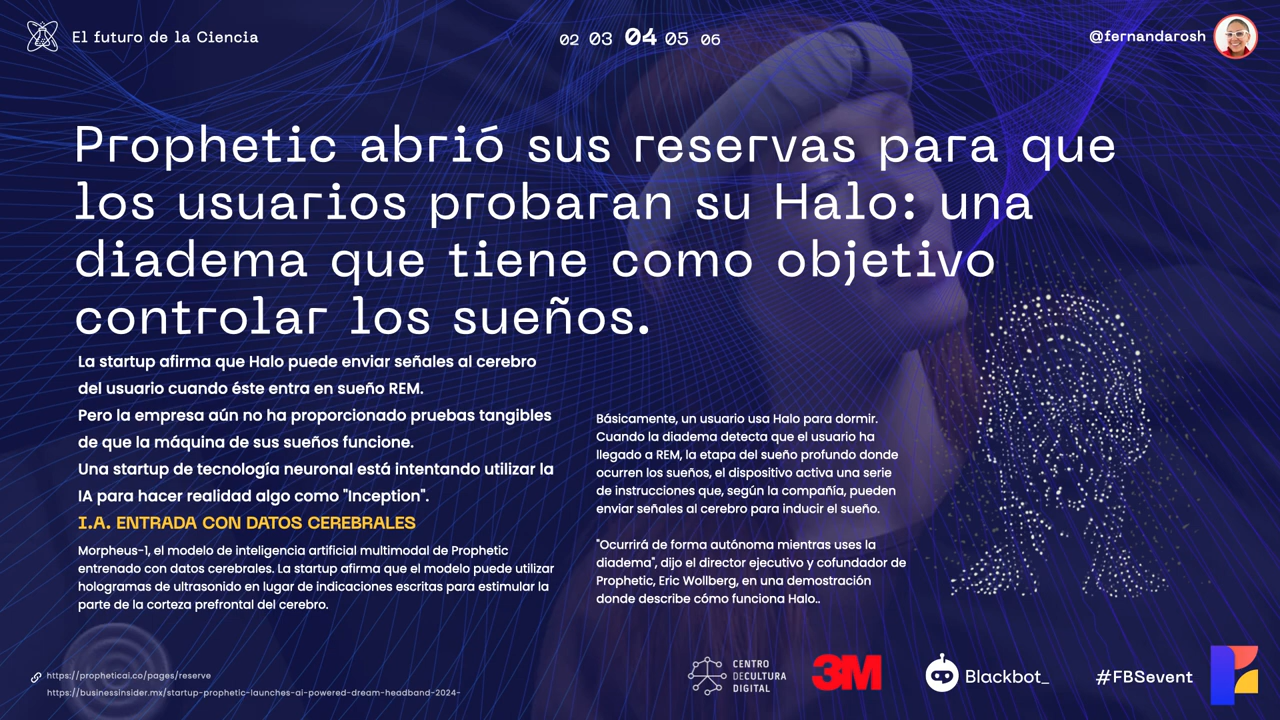 El futuro de la Ciencia
02 03 04 05 06
@fernandarosh
Prophetic abrió sus reservas para que
los usuarios probaran su Halo: una
diadema que tiene como objetivo
controlar los sueños.
La startup afirma que Halo puede enviar señales al cerebro
del usuario cuando éste entra en sueño REM.
Pero la empresa aún no ha proporcionado pruebas tangibles
de que la máquina de sus sueños funcione.
Una startup de tecnología neuronal está intentando utilizar la
IA para hacer realidad algo como "Inception".
I.A. ENTRADA CON DATOS CEREBRALES
Morpheus-1, el modelo de inteligencia artificial multimodal de Prophetic
entrenado con datos cerebrales. La startup afirma que el modelo puede utilizar
hologramas de ultrasonido en lugar de indicaciones escritas para estimular la
parte de la corteza prefrontal del cerebro.
Básicamente, un usuario usa Halo para dormir.
Cuando la diadema detecta que el usuario ha
llegado a REM, la etapa del sueño profundo donde
ocurren los sueños, el dispositivo activa una serie
de instrucciones que, según la compañía, pueden
enviar señales al cerebro para inducir el sueño.
"Ocurrirá de forma autónoma mientras uses la
diadema", dijo el director ejecutivo y cofundador de
Prophetic, Eric Wollberg, en una demostración
donde describe cómo funciona Halo..
https://propheticai.co/pages/reserve
https://businessinsider.mx/startup-prophetic-launches-ai-powered-dream-headband-2024-
CENTRO
DECULTURA
DIGITAL
3M
Blackbot_
#FBSevent